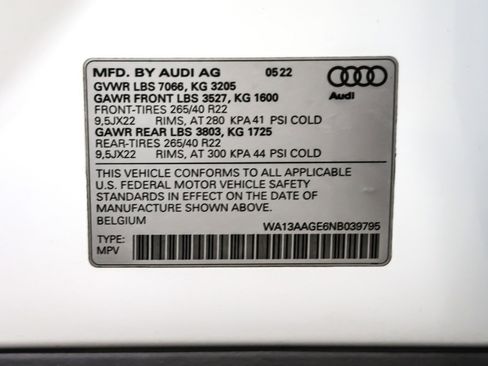 MFD. BY AUDI AG 05 22
GVWR LBS 7066, KG 3205
GAWR FRONT LBS 3527, KG 1600
FRONT-TIRES 265/40 R22
9,5JX22 RIMS, AT 280 KPA 41 PSI COLD
GAWR REAR LBS 3803, KG 1725
REAR-TIRES 265/40 R22
9,5JX22 RIMS, AT 300 KPA 44 PSI COLD
Audi
THIS VEHICLE CONFORMS TO ALL APPLICABLE
U.S. FEDERAL MOTOR VEHICLE SAFETY
STANDARDS IN EFFECT ON THE DATE OF
MANUFACTURE SHOWN ABOVE.
BELGIUM WA13AAGE6NB039795
TYPE:
MPV